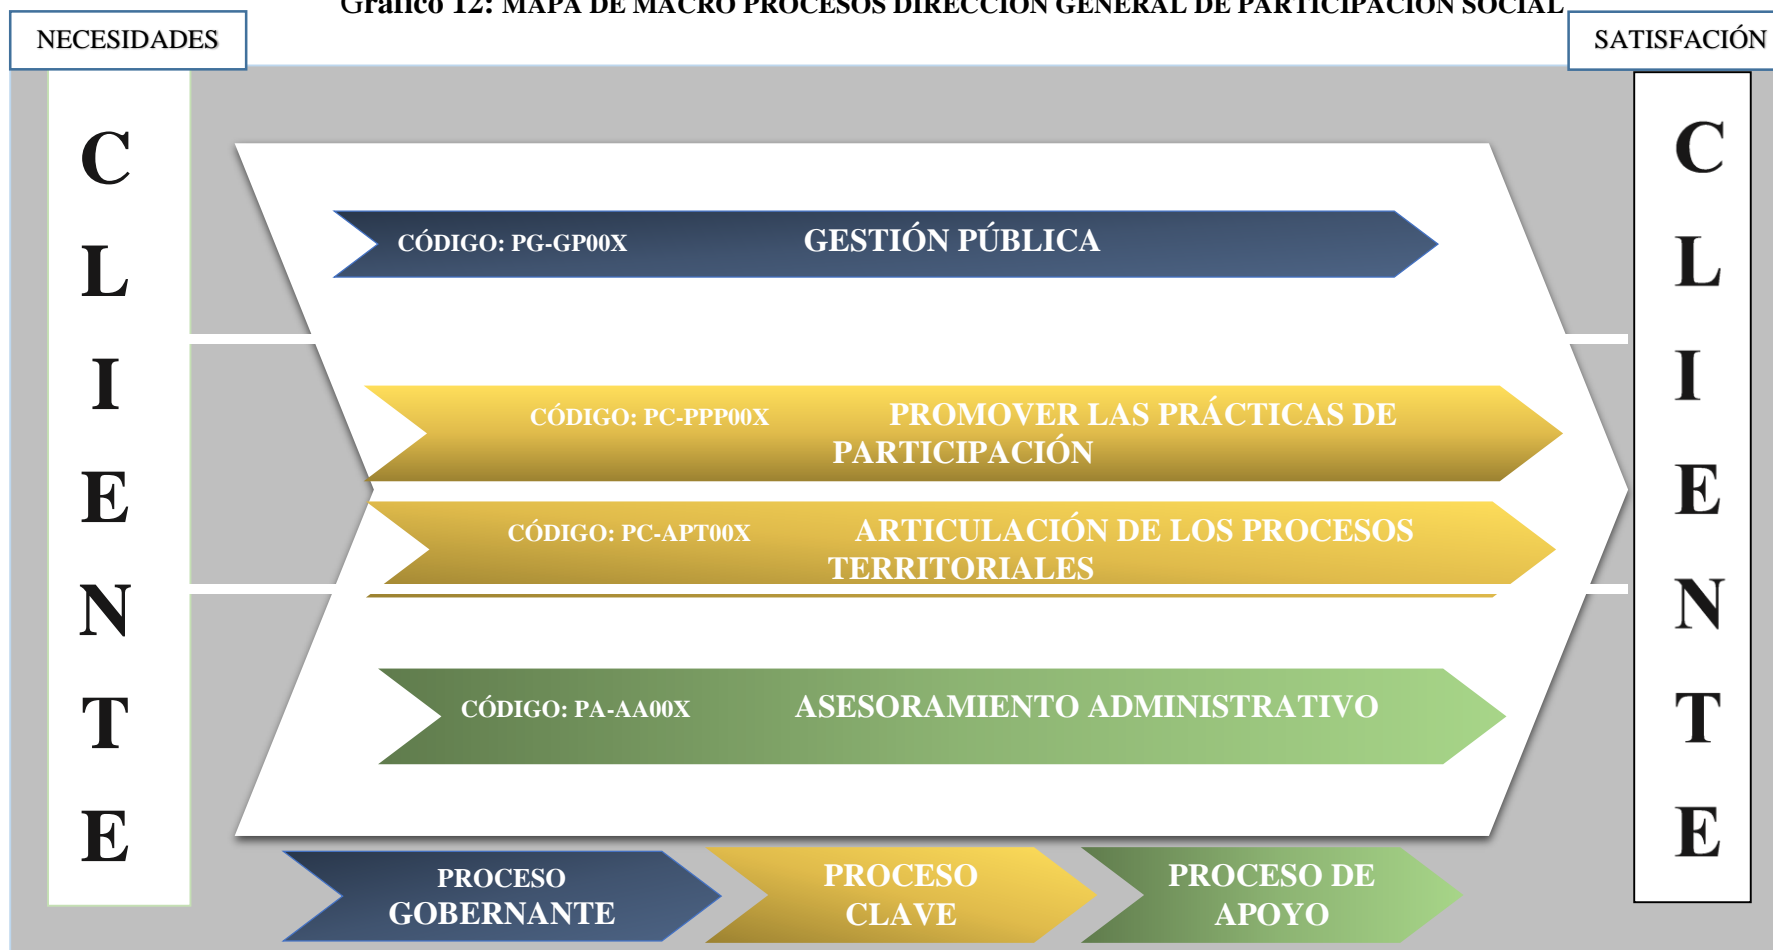 Gráfico 12: MAPA DE MACRO PROCESOS DIRECCIÓN GENERAL DE PARTICIPACIÓN SOCIAL
NECESIDADES
SATISFACIÓN
C
L
I
E
N
T
E
CÓDIGO: PG-GP00X GESTIÓN PÚBLICA
CÓDIGO: PC-PPP00X PROMOVER LAS PRÁCTICAS DE
PARTICIPACIÓN
CÓDIGO: PC-APT00X ARTICULACIÓN DE LOS PROCESOS
TERRITORIALES
CÓDIGO: PA-AA00X ASESORAMIENTO ADMINISTRATIVO
C
L
I
E
N
T
E
PROCESO
GOBERNANTE
PROCESO
CLAVE
PROCESO DE
APOYO